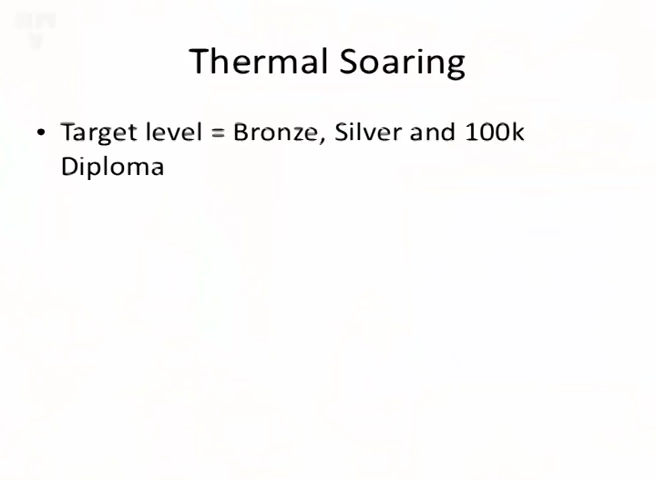 Thermal Soaring
• Target level = Bronze, Silver and 100k
Diploma